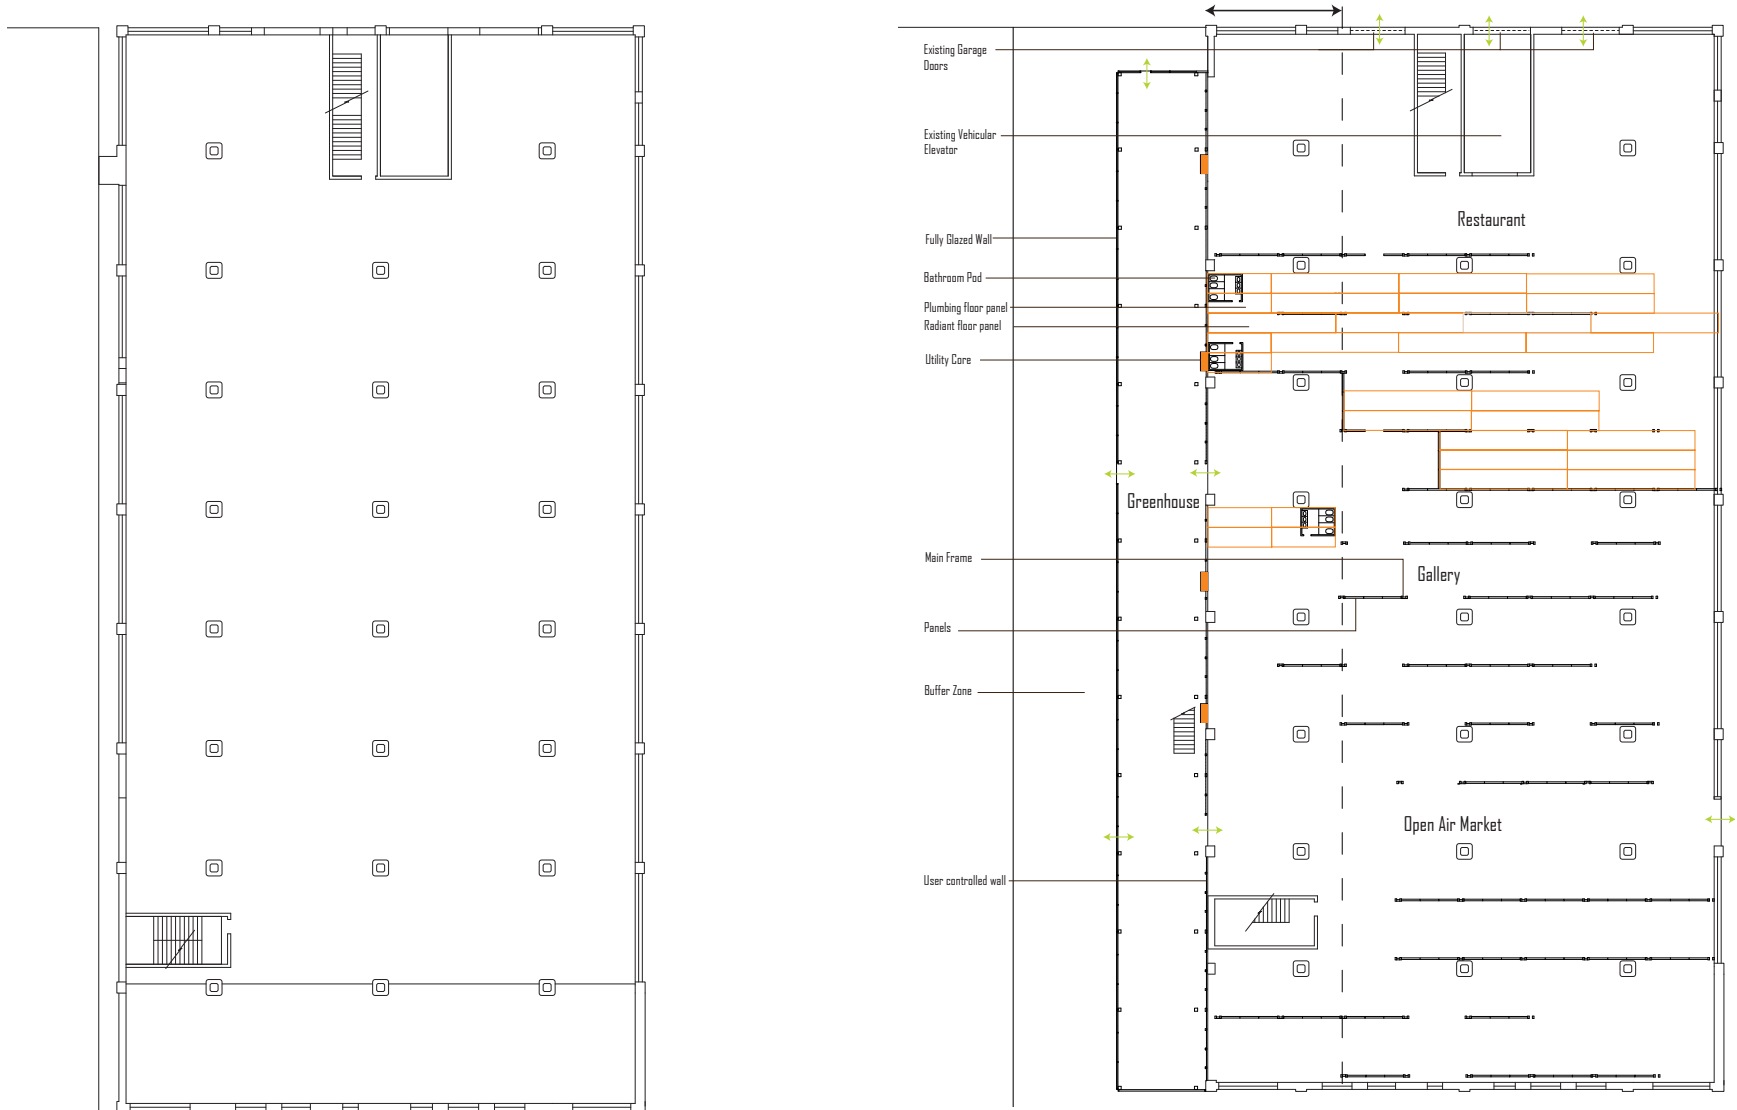 Existing Garage
Doors
Existing Vehicular
Elevator
Restaurant
Fully Glazed Wall
Bathroom Pod
Plumbing floor panel
Radiant floor panel
Utility Core
Greenhouse
Main Frame
Gallery
Panels
Buffer Zone
Open Air Market
User controlled wall